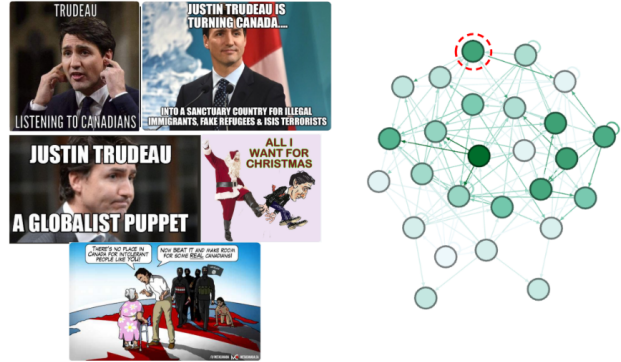 TRUDEAU
LISTENING TO CANADIANS
JUSTIN TRUDEAU IS
TURNING CANADA....
INTO A SANCTUARY COUNTRY FOR ILLEGAL
IMMIGRANTS, FAKE REFUGEES & ISIS TERRORISTS
JUSTIN TRUDEAU
A GLOBALIST PUPPET
ALL I
WANT FOR
CHRISTMAS
THERE'S NO PLACE IN
CANADA FOR INTOLERANT
PEOPLE LIKE YOU!
NOW BEAT IT AND MAKE ROOM
FOR SOME REAL CANADIANS!